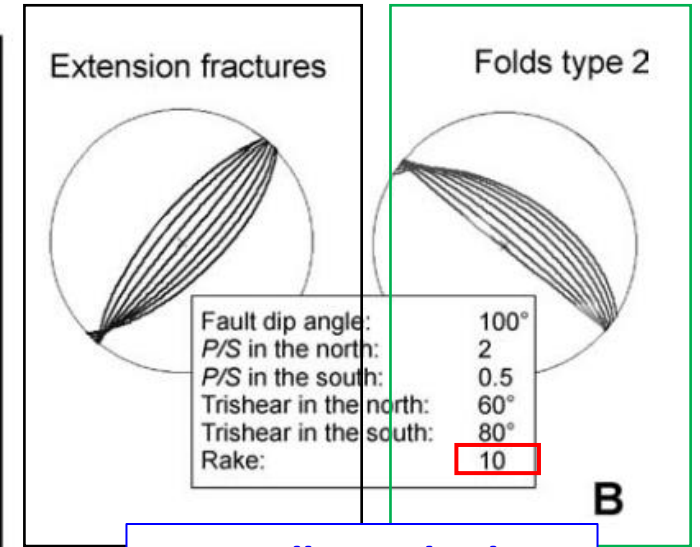 Extension fractures
Folds type 2
Fault dip angle: 100°
P/S in the north: 2
P/S in the south: 0.5
Trishear in the north: 60°
Trishear in the south: 80°
Rake: 10
B